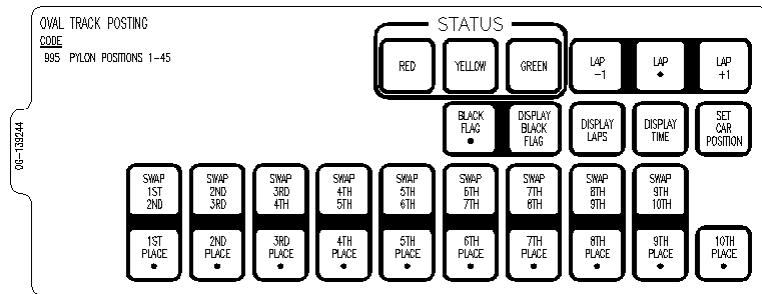 OVAL TRACK POSTING
CODE
995 PYLON POSITIONS 1-45
0G-139244
STATUS
RED
YELLOW
GREEN
LAP
-1
LAP
•
LAP
+1
BLACK
FLAG
•
DISPLAY
BLACK
FLAG
DISPLAY
LAPS
DISPLAY
TIME
SET
CAR
POSITION
SWAP
1ST
2ND
SWAP
2ND
3RD
SWAP
3RD
4TH
SWAP
4TH
5TH
SWAP
5TH
6TH
SWAP
6TH
7TH
SWAP
7TH
8TH
SWAP
8TH
9TH
SWAP
9TH
10TH
1ST
PLACE
•
2ND
PLACE
•
3RD
PLACE
•
4TH
PLACE
•
5TH
PLACE
•
6TH
PLACE
•
7TH
PLACE
•
8TH
PLACE
•
9TH
PLACE
•
10TH
PLACE
•